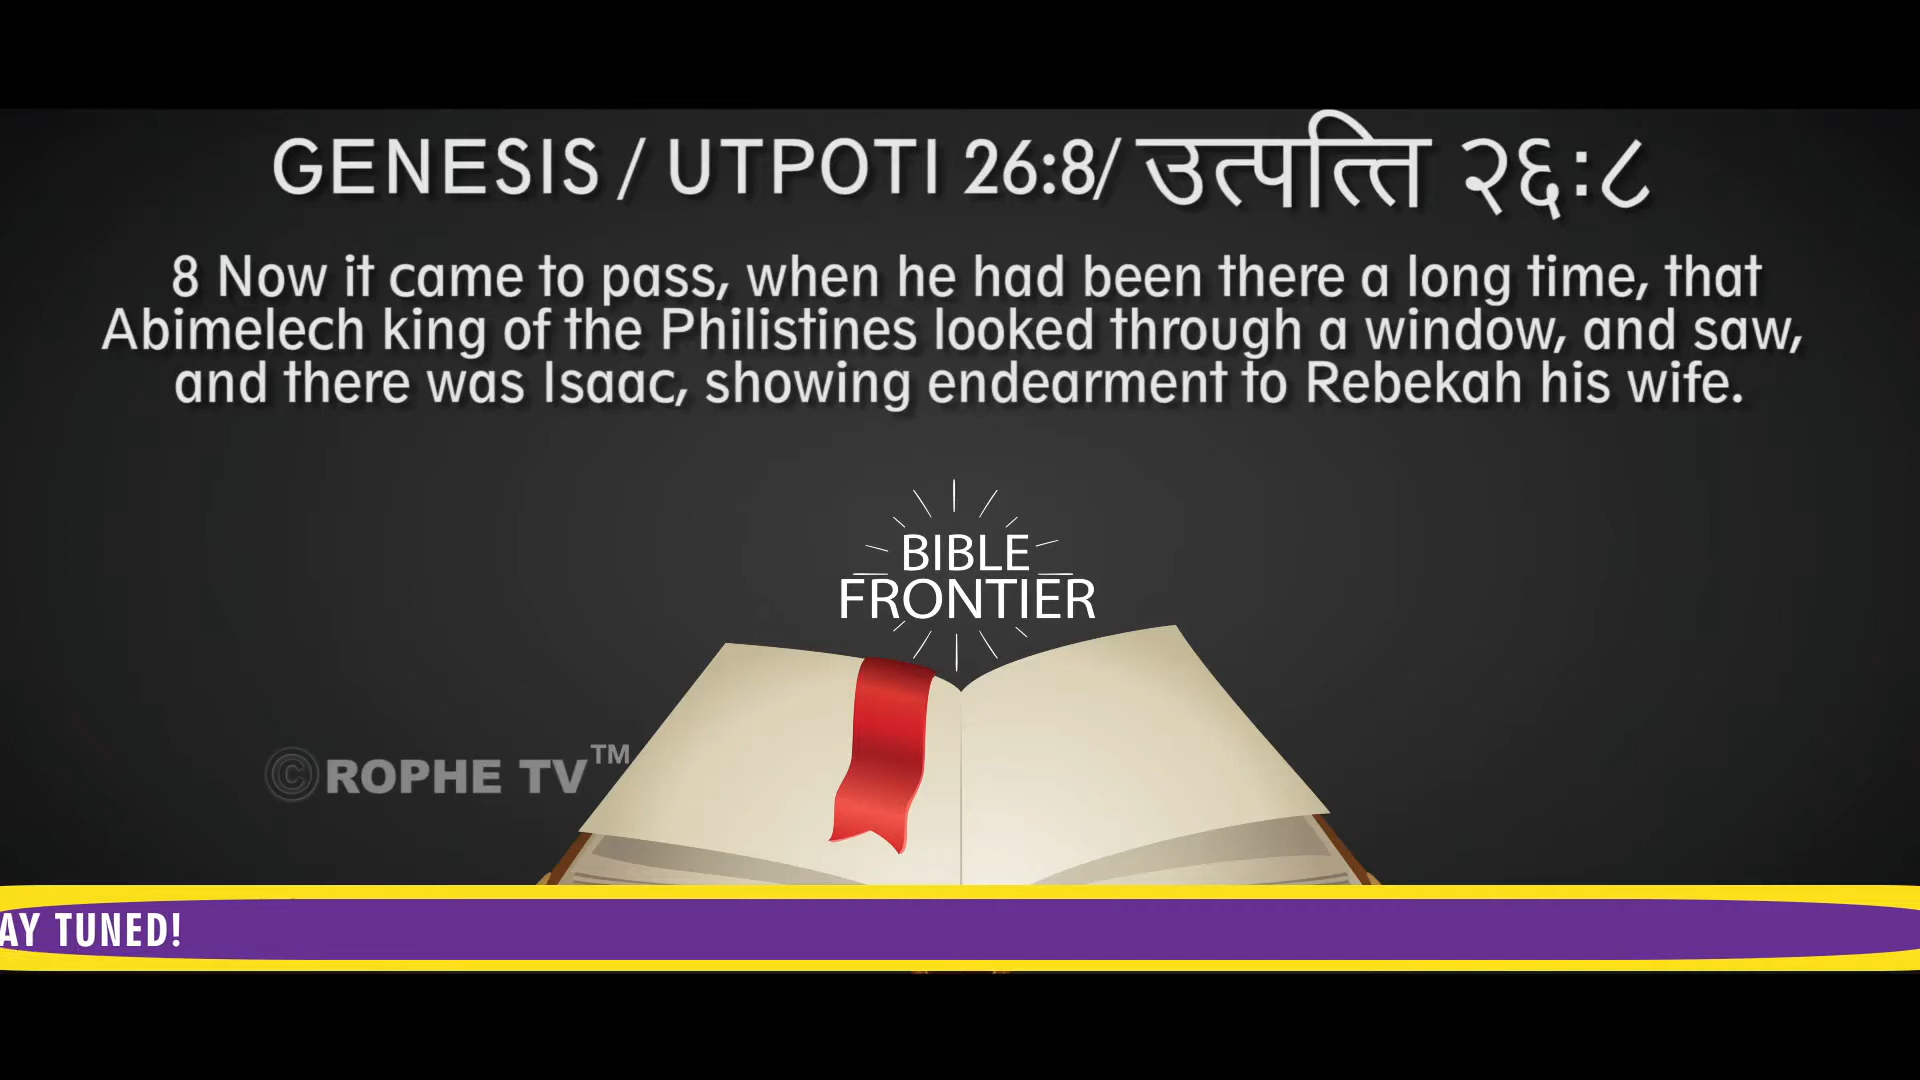 GENESIS / UTPOTI 26:8/ उत्पत्ति २६:८
8 Now it came to pass, when he had been there a long time, that
Abimelech king of the Philistines looked through a window, and saw,
and there was Isaac, showing endearment to Rebekah his wife.
BIBLE
FRONTIER
©ROPHE TV™
AY TUNED!